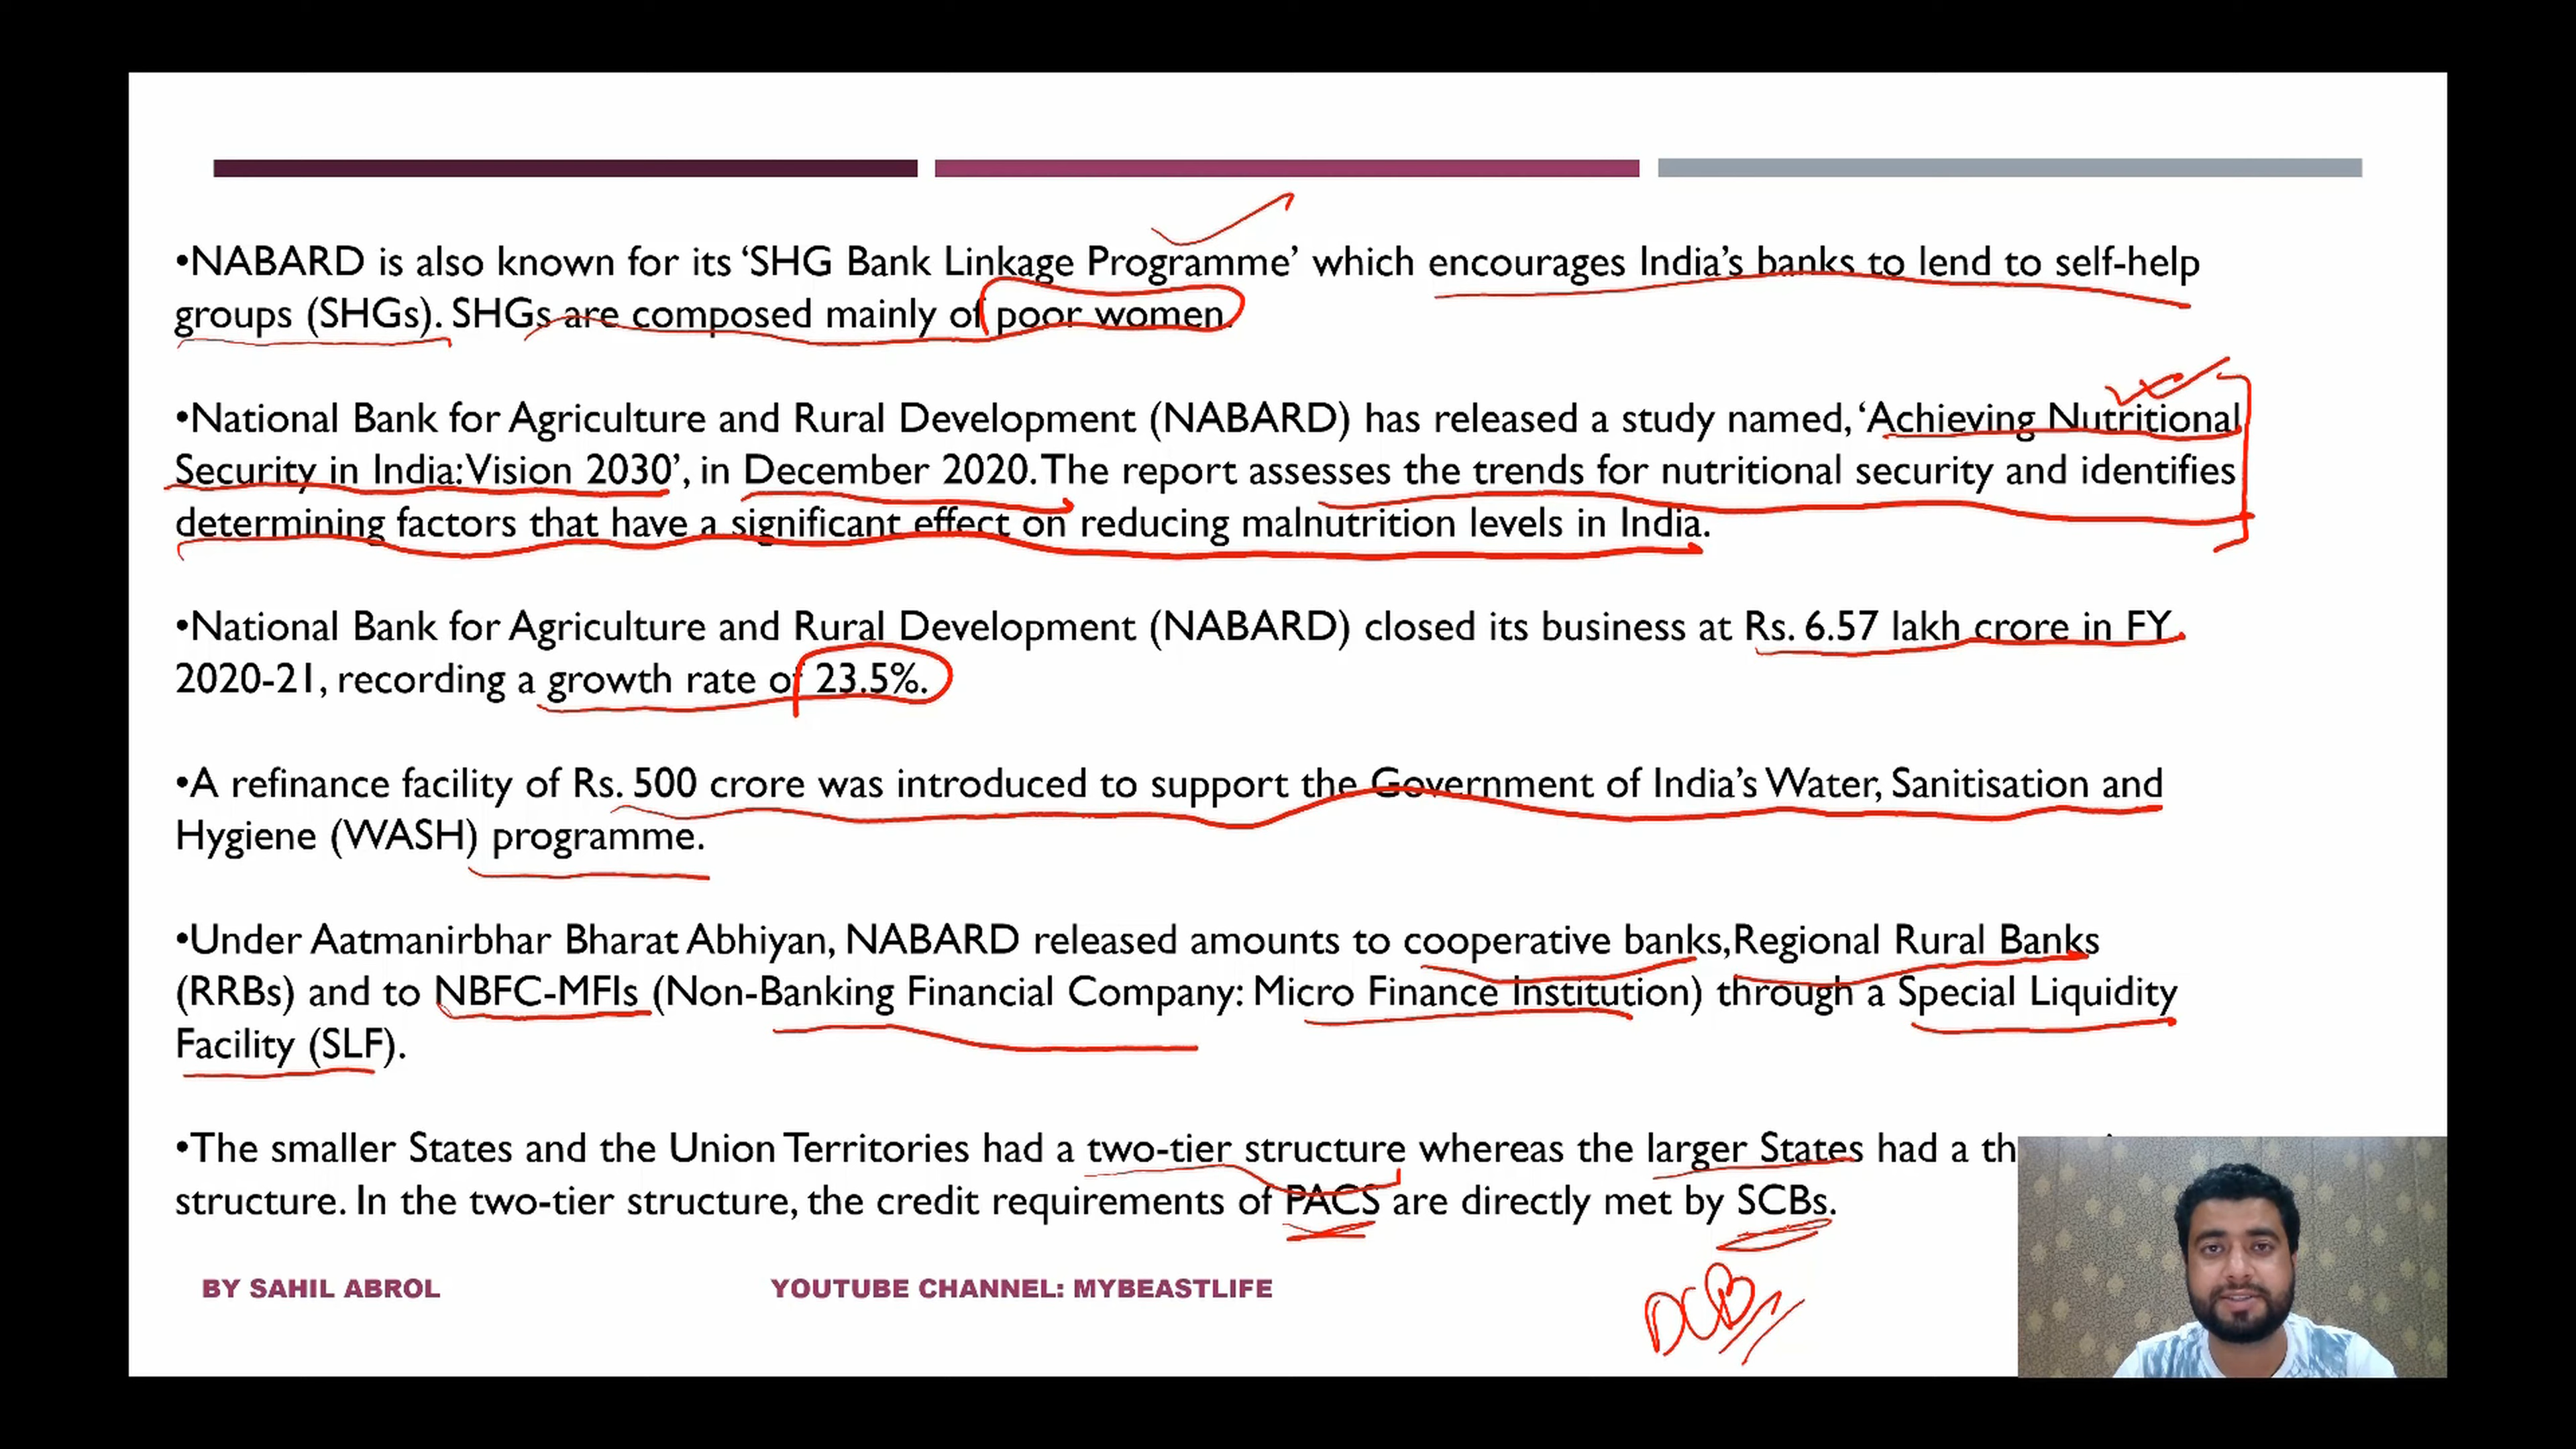 •NABARD is also known for its ‘SHG Bank Linkage Programme’ which encourages India’s banks to lend to self-help
groups (SHGs). SHGs are composed mainly of poor women.
•National Bank for Agriculture and Rural Development (NABARD) has released a study named, ‘Achieving Nutritional
Security in India: Vision 2030’, in December 2020. The report assesses the trends for nutritional security and identifies
determining factors that have a significant effect on reducing malnutrition levels in India.
•National Bank for Agriculture and Rural Development (NABARD) closed its business at Rs. 6.57 lakh crore in FY
2020-21, recording a growth rate of 23.5%.
•A refinance facility of Rs. 500 crore was introduced to support the Government of India’s Water, Sanitisation and
Hygiene (WASH) programme.
•Under Aatmanirbhar Bharat Abhiyan, NABARD released amounts to cooperative banks, Regional Rural Banks
(RRBs) and to NBFC-MFIs (Non-Banking Financial Company: Micro Finance Institution) through a Special Liquidity
Facility (SLF).
•The smaller States and the Union Territories had a two-tier structure whereas the larger States had a
structure. In the two-tier structure, the credit requirements of PACS are directly met by SCBs.
DCB
BY SAHIL ABROL
YOUTUBE CHANNEL: MYBEASTLIFE